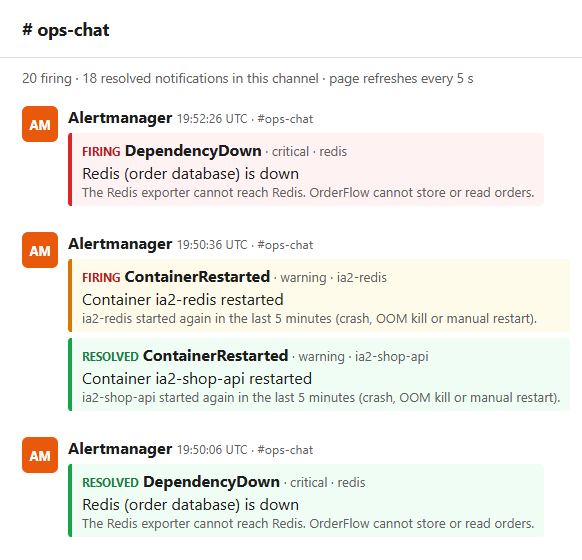 # ops-chat
20 firing · 18 resolved notifications in this channel · page refreshes every 5 s
AM
Alertmanager 19:52:26 UTC · #ops-chat
FIRING DependencyDown · critical · redis
Redis (order database) is down
The Redis exporter cannot reach Redis. OrderFlow cannot store or read orders.
AM
Alertmanager 19:50:36 UTC · #ops-chat
FIRING ContainerRestarted · warning · ia2-redis
Container ia2-redis restarted
ia2-redis started again in the last 5 minutes (crash, OOM kill or manual restart).
RESOLVED ContainerRestarted · warning · ia2-shop-api
Container ia2-shop-api restarted
ia2-shop-api started again in the last 5 minutes (crash, OOM kill or manual restart).
AM
Alertmanager 19:50:06 UTC · #ops-chat
RESOLVED DependencyDown · critical · redis
Redis (order database) is down
The Redis exporter cannot reach Redis. OrderFlow cannot store or read orders.